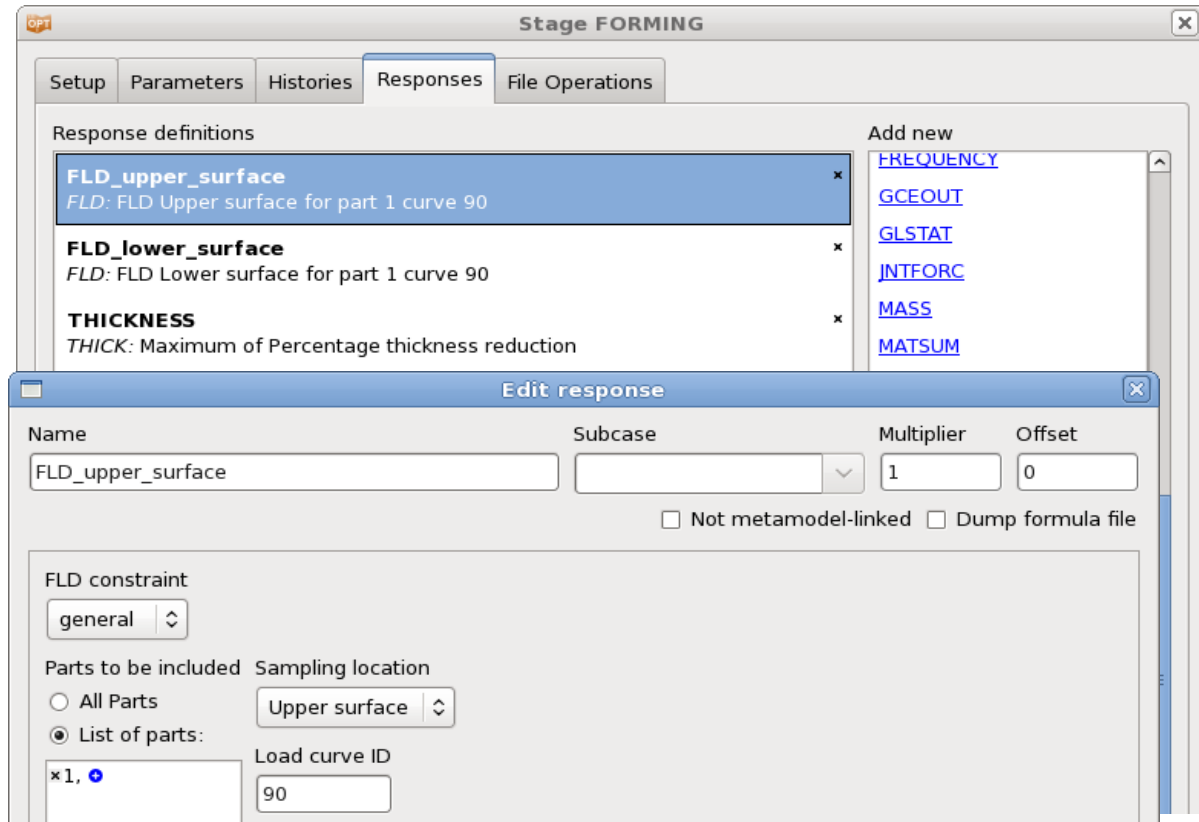 OPT Stage FORMING
Setup Parameters Histories Responses File Operations
Response definitions Add new
FLD_upper_surface
FLD: FLD Upper surface for part 1 curve 90
FLD_lower_surface
FLD: FLD Lower surface for part 1 curve 90
THICKNESS
THICK: Maximum of Percentage thickness reduction
FREQUENCY
GCEOUT
GLSTAT
JNTFORC
MASS
MATSUM
Edit response
Name Subcase Multiplier Offset
FLD_upper_surface 1 0
Not metamodel-linked Dump formula file
FLD constraint
general
Parts to be included Sampling location
All Parts Upper surface
List of parts:
Load curve ID
×1,
90